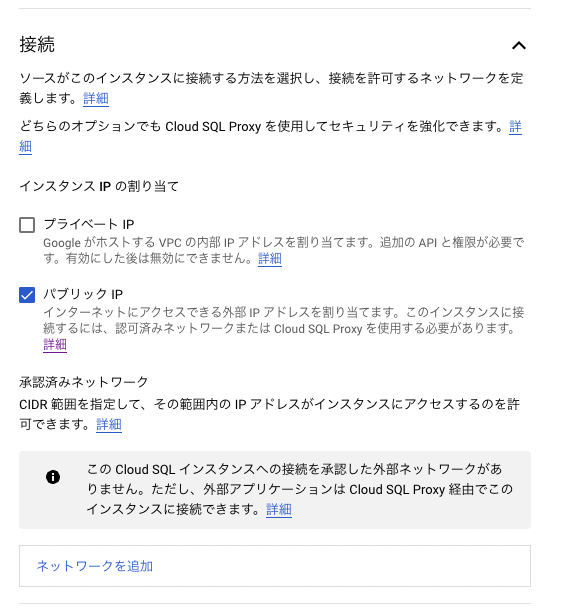 接続
ソースがこのインスタンスに接続する方法を選択し、接続を許可するネットワークを定
義します。詳細
どちらのオプションでも Cloud SQL Proxy を使用してセキュリティを強化できます。詳
細
インスタンス IP の割り当て
プライベート IP
Google がホストする VPC の内部 IP アドレスを割り当てます。追加の API と権限が必要で
す。有効にした後は無効にできません。詳細
パブリック IP
インターネットにアクセスできる外部 IP アドレスを割り当てます。このインスタンスに接
続するには、認可済みネットワークまたは Cloud SQL Proxy を使用する必要があります。
詳細
承認済みネットワーク
CIDR 範囲を指定して、その範囲内の IP アドレスがインスタンスにアクセスするのを許
可できます。詳細
この Cloud SQL インスタンスへの接続を承認した外部ネットワークがあ
りません。ただし、外部アプリケーションは Cloud SQL Proxy 経由でこの
インスタンスに接続できます。詳細
ネットワークを追加